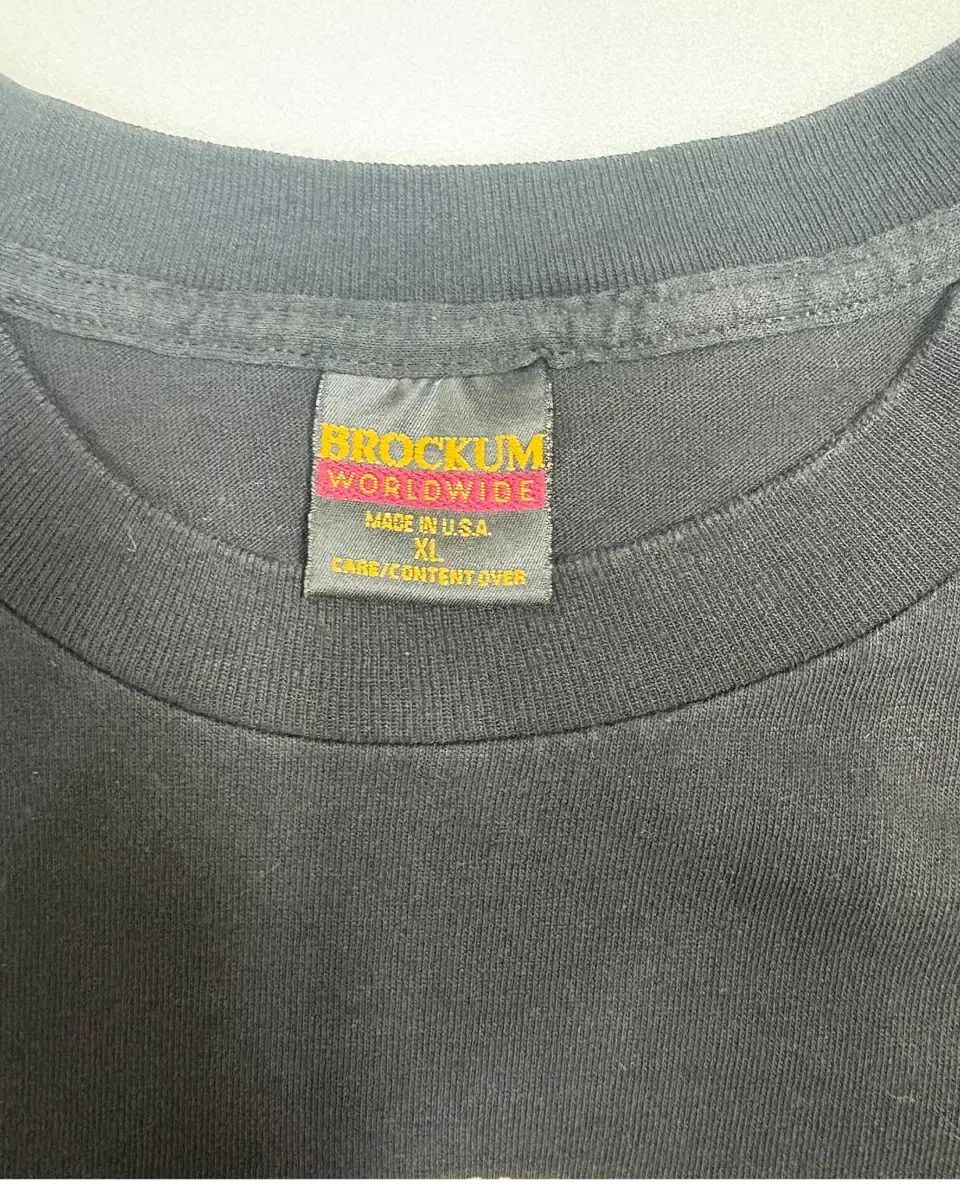 BROCKUM
WORLDWIDE
MADE IN U.S.A.
XL
CARE/CONTENT OVER